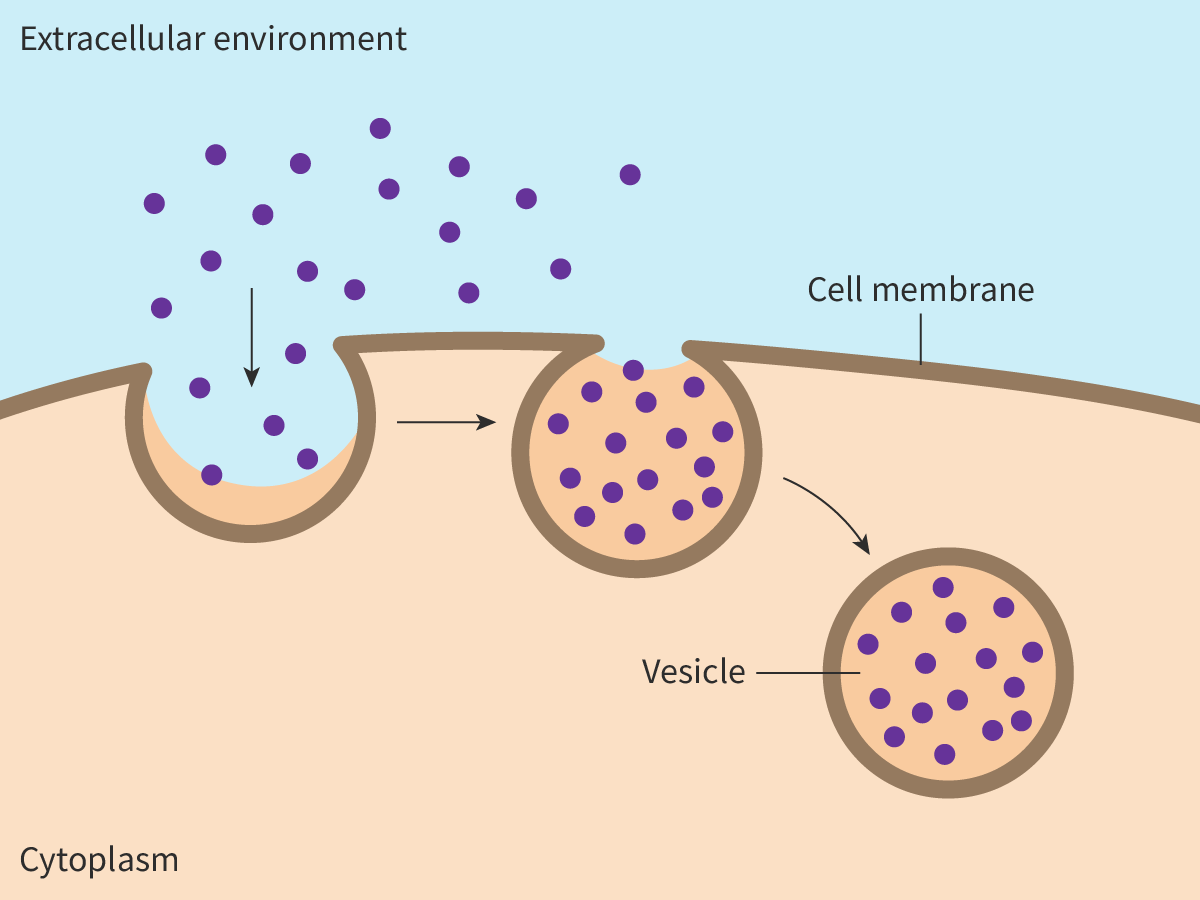 Extracellular environment
Cell membrane
Vesicle
Cytoplasm